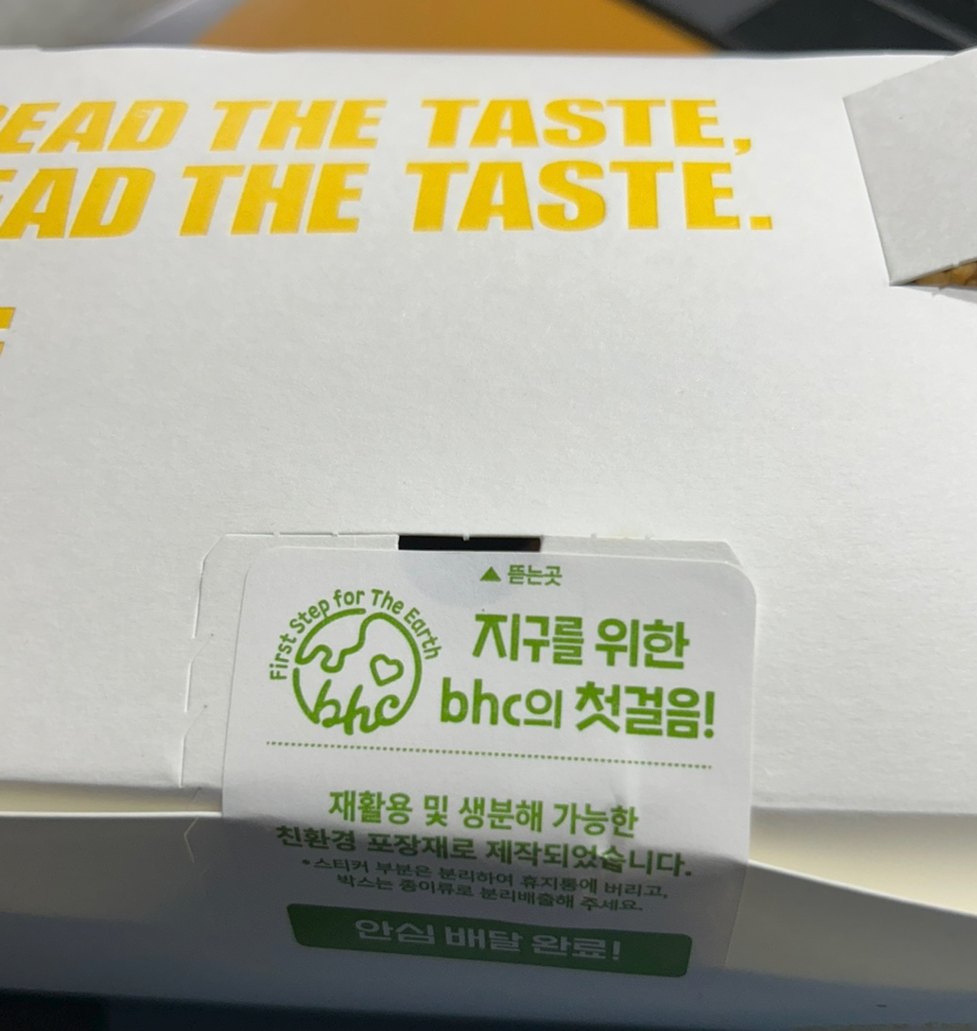 EAD THE TASTE,
EAD THE TASTE.
▲ 뜯는곳
First Step for The Earth
bhc
지구를 위한
bhc의 첫걸음!
재활용 및 생분해 가능한
친환경 포장재로 제작되었습니다.
*스티커 부분은 분리하여 휴지통에 버리고,
박스는 종이류로 분리배출해 주세요.
안심 배달 완료!